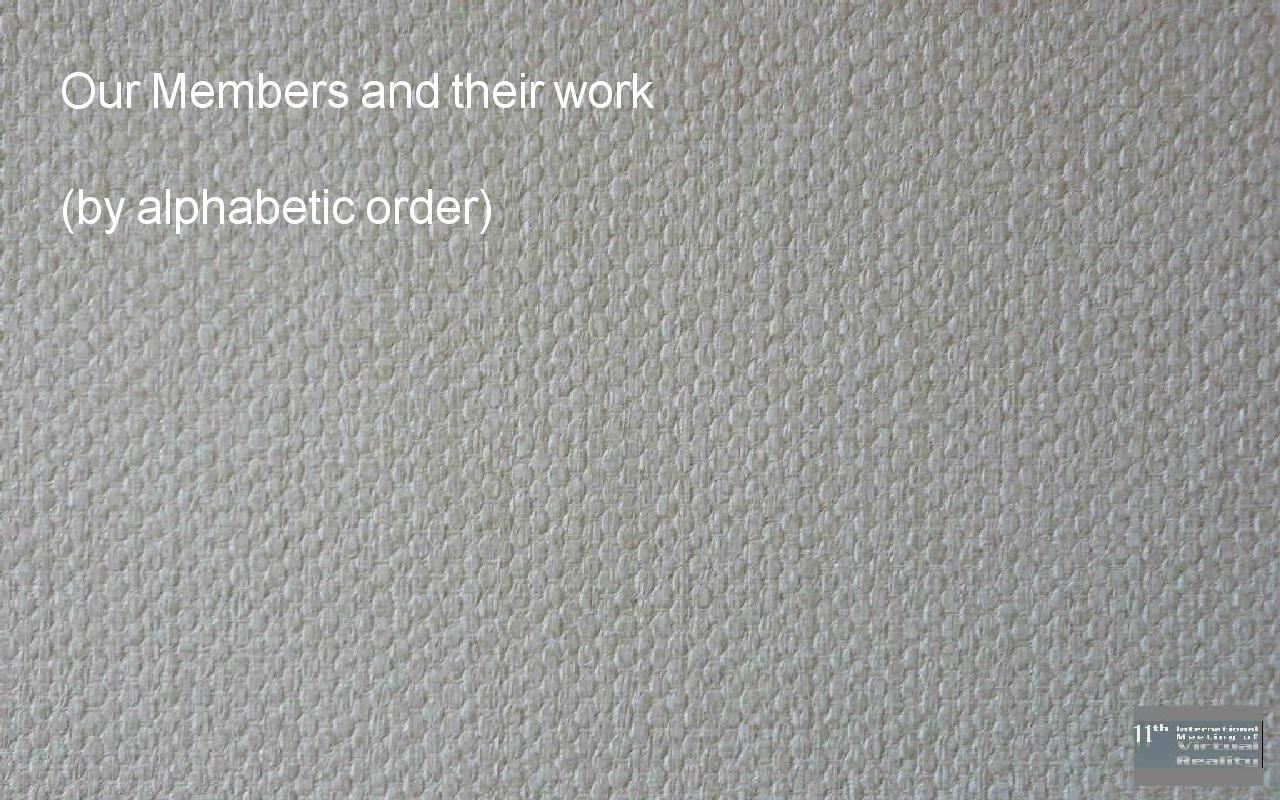 Our Members and their work
(by alphabetic order)
11th International
Meeting of
Virtual
Reality